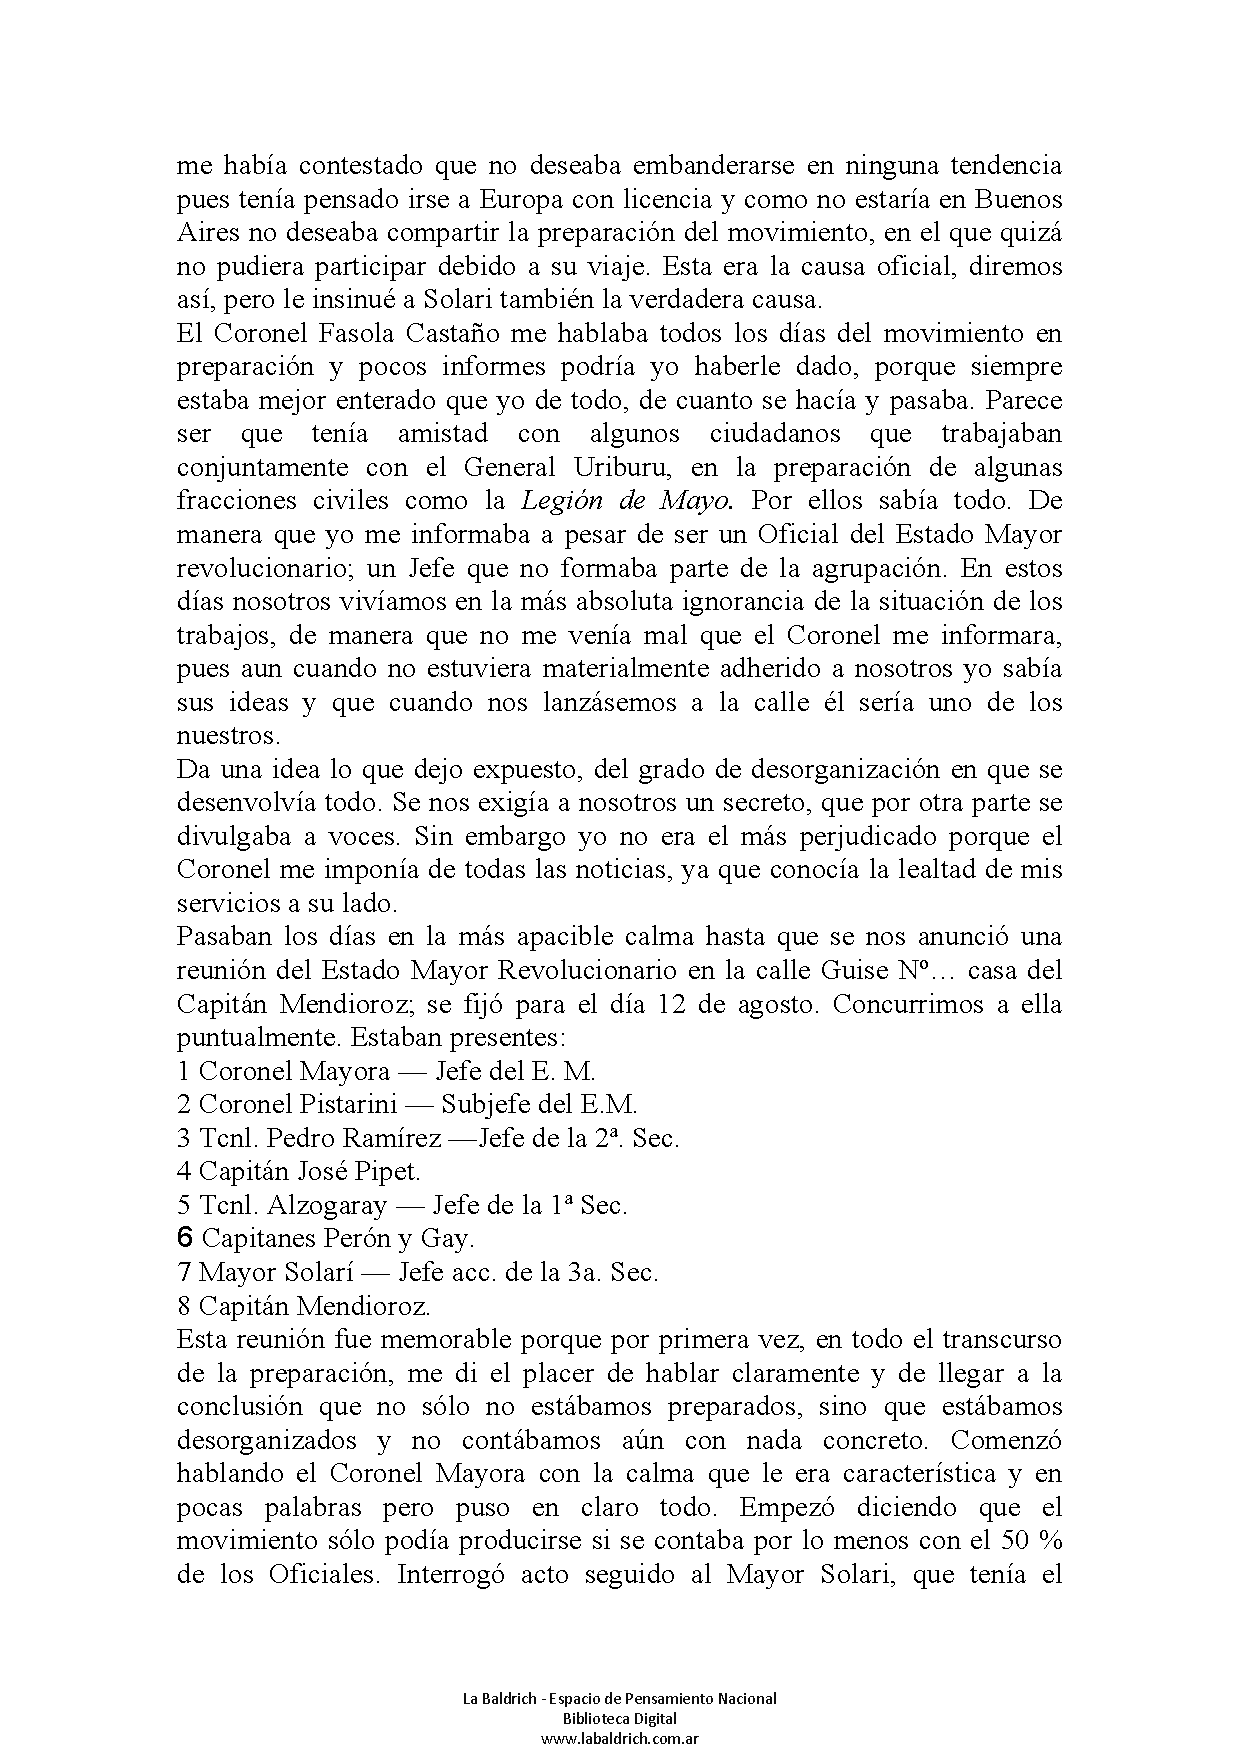 me había contestado que no deseaba embanderarse en ninguna tendencia
pues tenía pensado irse a Europa con licencia y como no estaría en Buenos
Aires no deseaba compartir la preparación del movimiento, en el que quizá
no pudiera participar debido a su viaje. Esta era la causa oficial, diremos
así, pero le insinué a Solari también la verdadera causa.
El Coronel Fasola Castaño me hablaba todos los días del movimiento en
preparación y pocos informes podría yo haberle dado, porque siempre
estaba mejor enterado que yo de todo, de cuanto se hacía y pasaba. Parece
ser que tenía amistad con algunos ciudadanos que trabajaban
conjuntamente con el General Uriburu, en la preparación de algunas
fracciones civiles como la Legión de Mayo. Por ellos sabía todo. De
manera que yo me informaba a pesar de ser un Oficial del Estado Mayor
revolucionario; un Jefe que no formaba parte de la agrupación. En estos
días nosotros vivíamos en la más absoluta ignorancia de la situación de los
trabajos, de manera que no me venía mal que el Coronel me informara,
pues aun cuando no estuviera materialmente adherido a nosotros yo sabía
sus ideas y que cuando nos lanzásemos a la calle él sería uno de los
nuestros.
Da una idea lo que dejo expuesto, del grado de desorganización en que se
desenvolvía todo. Se nos exigía a nosotros un secreto, que por otra parte se
divulgaba a voces. Sin embargo yo no era el más perjudicado porque el
Coronel me imponía de todas las noticias, ya que conocía la lealtad de mis
servicios a su lado.
Pasaban los días en la más apacible calma hasta que se nos anunció una
reunión del Estado Mayor Revolucionario en la calle Guise Nº… casa del
Capitán Mendioroz; se fijó para el día 12 de agosto. Concurrimos a ella
puntualmente. Estaban presentes:
1 Coronel Mayora — Jefe del E. M.
2 Coronel Pistarini — Subjefe del E.M.
3 Tcnl. Pedro Ramírez —Jefe de la 2ª. Sec.
4 Capitán José Pipet.
5 Tcnl. Alzogaray — Jefe de la 1ª Sec.
6 Capitanes Perón y Gay.
7 Mayor Solarí — Jefe acc. de la 3a. Sec.
8 Capitán Mendioroz.
Esta reunión fue memorable porque por primera vez, en todo el transcurso
de la preparación, me di el placer de hablar claramente y de llegar a la
conclusión que no sólo no estábamos preparados, sino que estábamos
desorganizados y no contábamos aún con nada concreto. Comenzó
hablando el Coronel Mayora con la calma que le era característica y en
pocas palabras pero puso en claro todo. Empezó diciendo que el
movimiento sólo podía producirse si se contaba por lo menos con el 50 %
de los Oficiales. Interrogó acto seguido al Mayor Solari, que tenía el
La Baldrich - Espacio de Pensamiento Nacional
Biblioteca Digital
www.labaldrich.com.ar